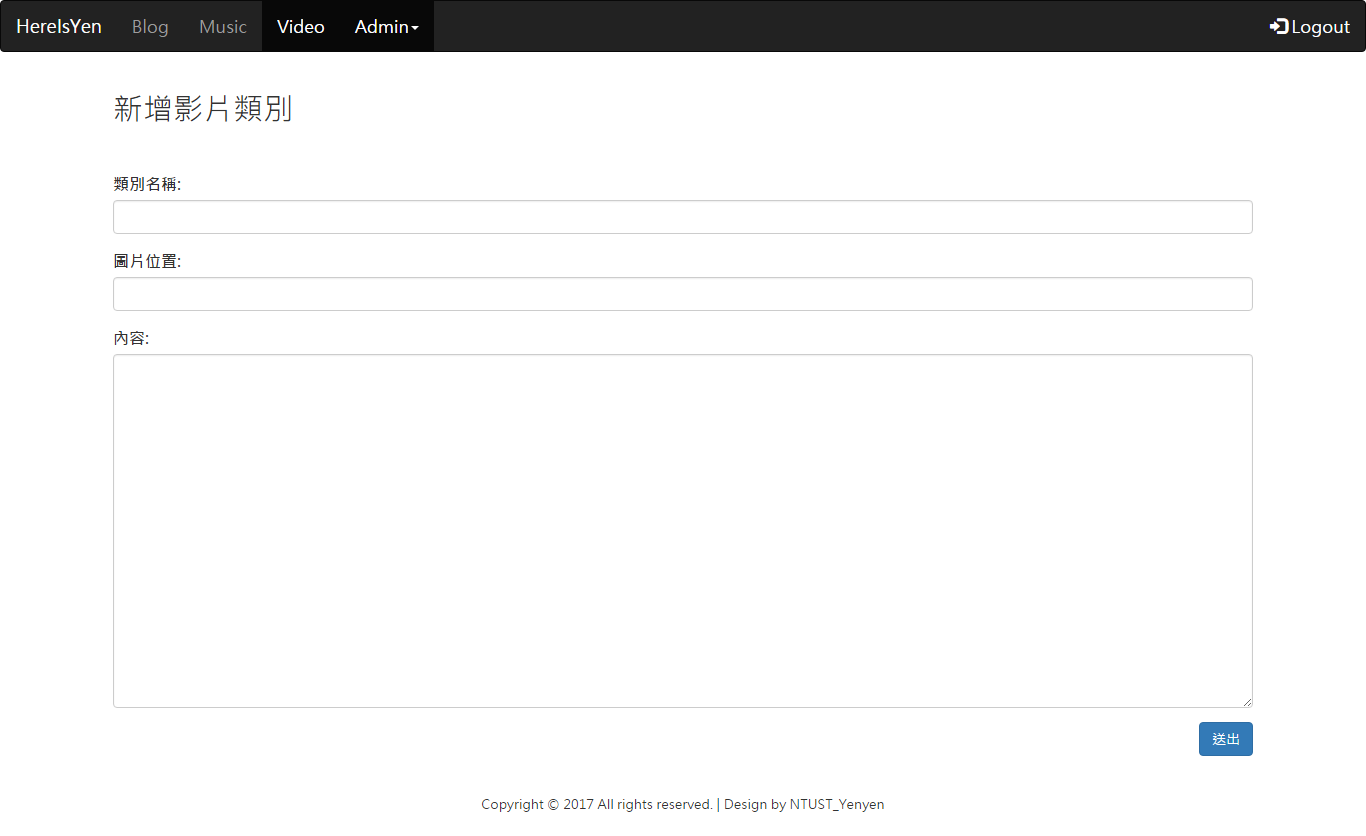 HereIsYen Blog Music Video Admin Logout
新增影片類別
類別名稱:
圖片位置:
內容:
送出
Copyright © 2017 All rights reserved. | Design by NTUST_Yenyen